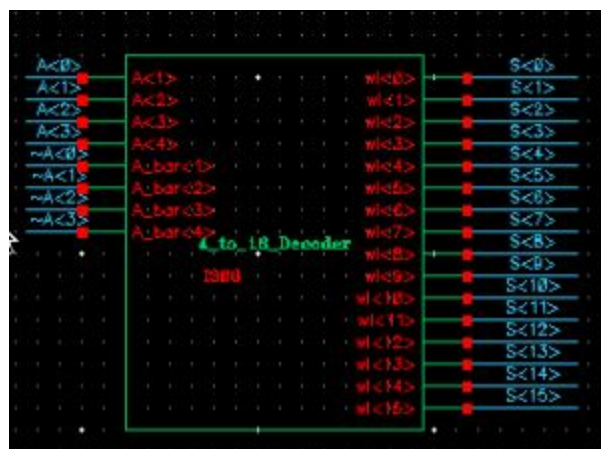 A<0>
A<1>
A<2>
A<3>
~A<0>
~A<1>
~A<2>
~A<3>
A<1>
A<2>
A<3>
A<4>
A_bar<1>
A_bar<2>
A_bar<3>
A_bar<4>
4_to_16_Decoder
wl<0>
wl<1>
wl<2>
wl<3>
wl<4>
wl<5>
wl<6>
wl<7>
wl<8>
wl<9>
wl<10>
wl<11>
wl<12>
wl<13>
wl<14>
wl<15>
S<0>
S<1>
S<2>
S<3>
S<4>
S<5>
S<6>
S<7>
S<8>
S<9>
S<10>
S<11>
S<12>
S<13>
S<14>
S<15>